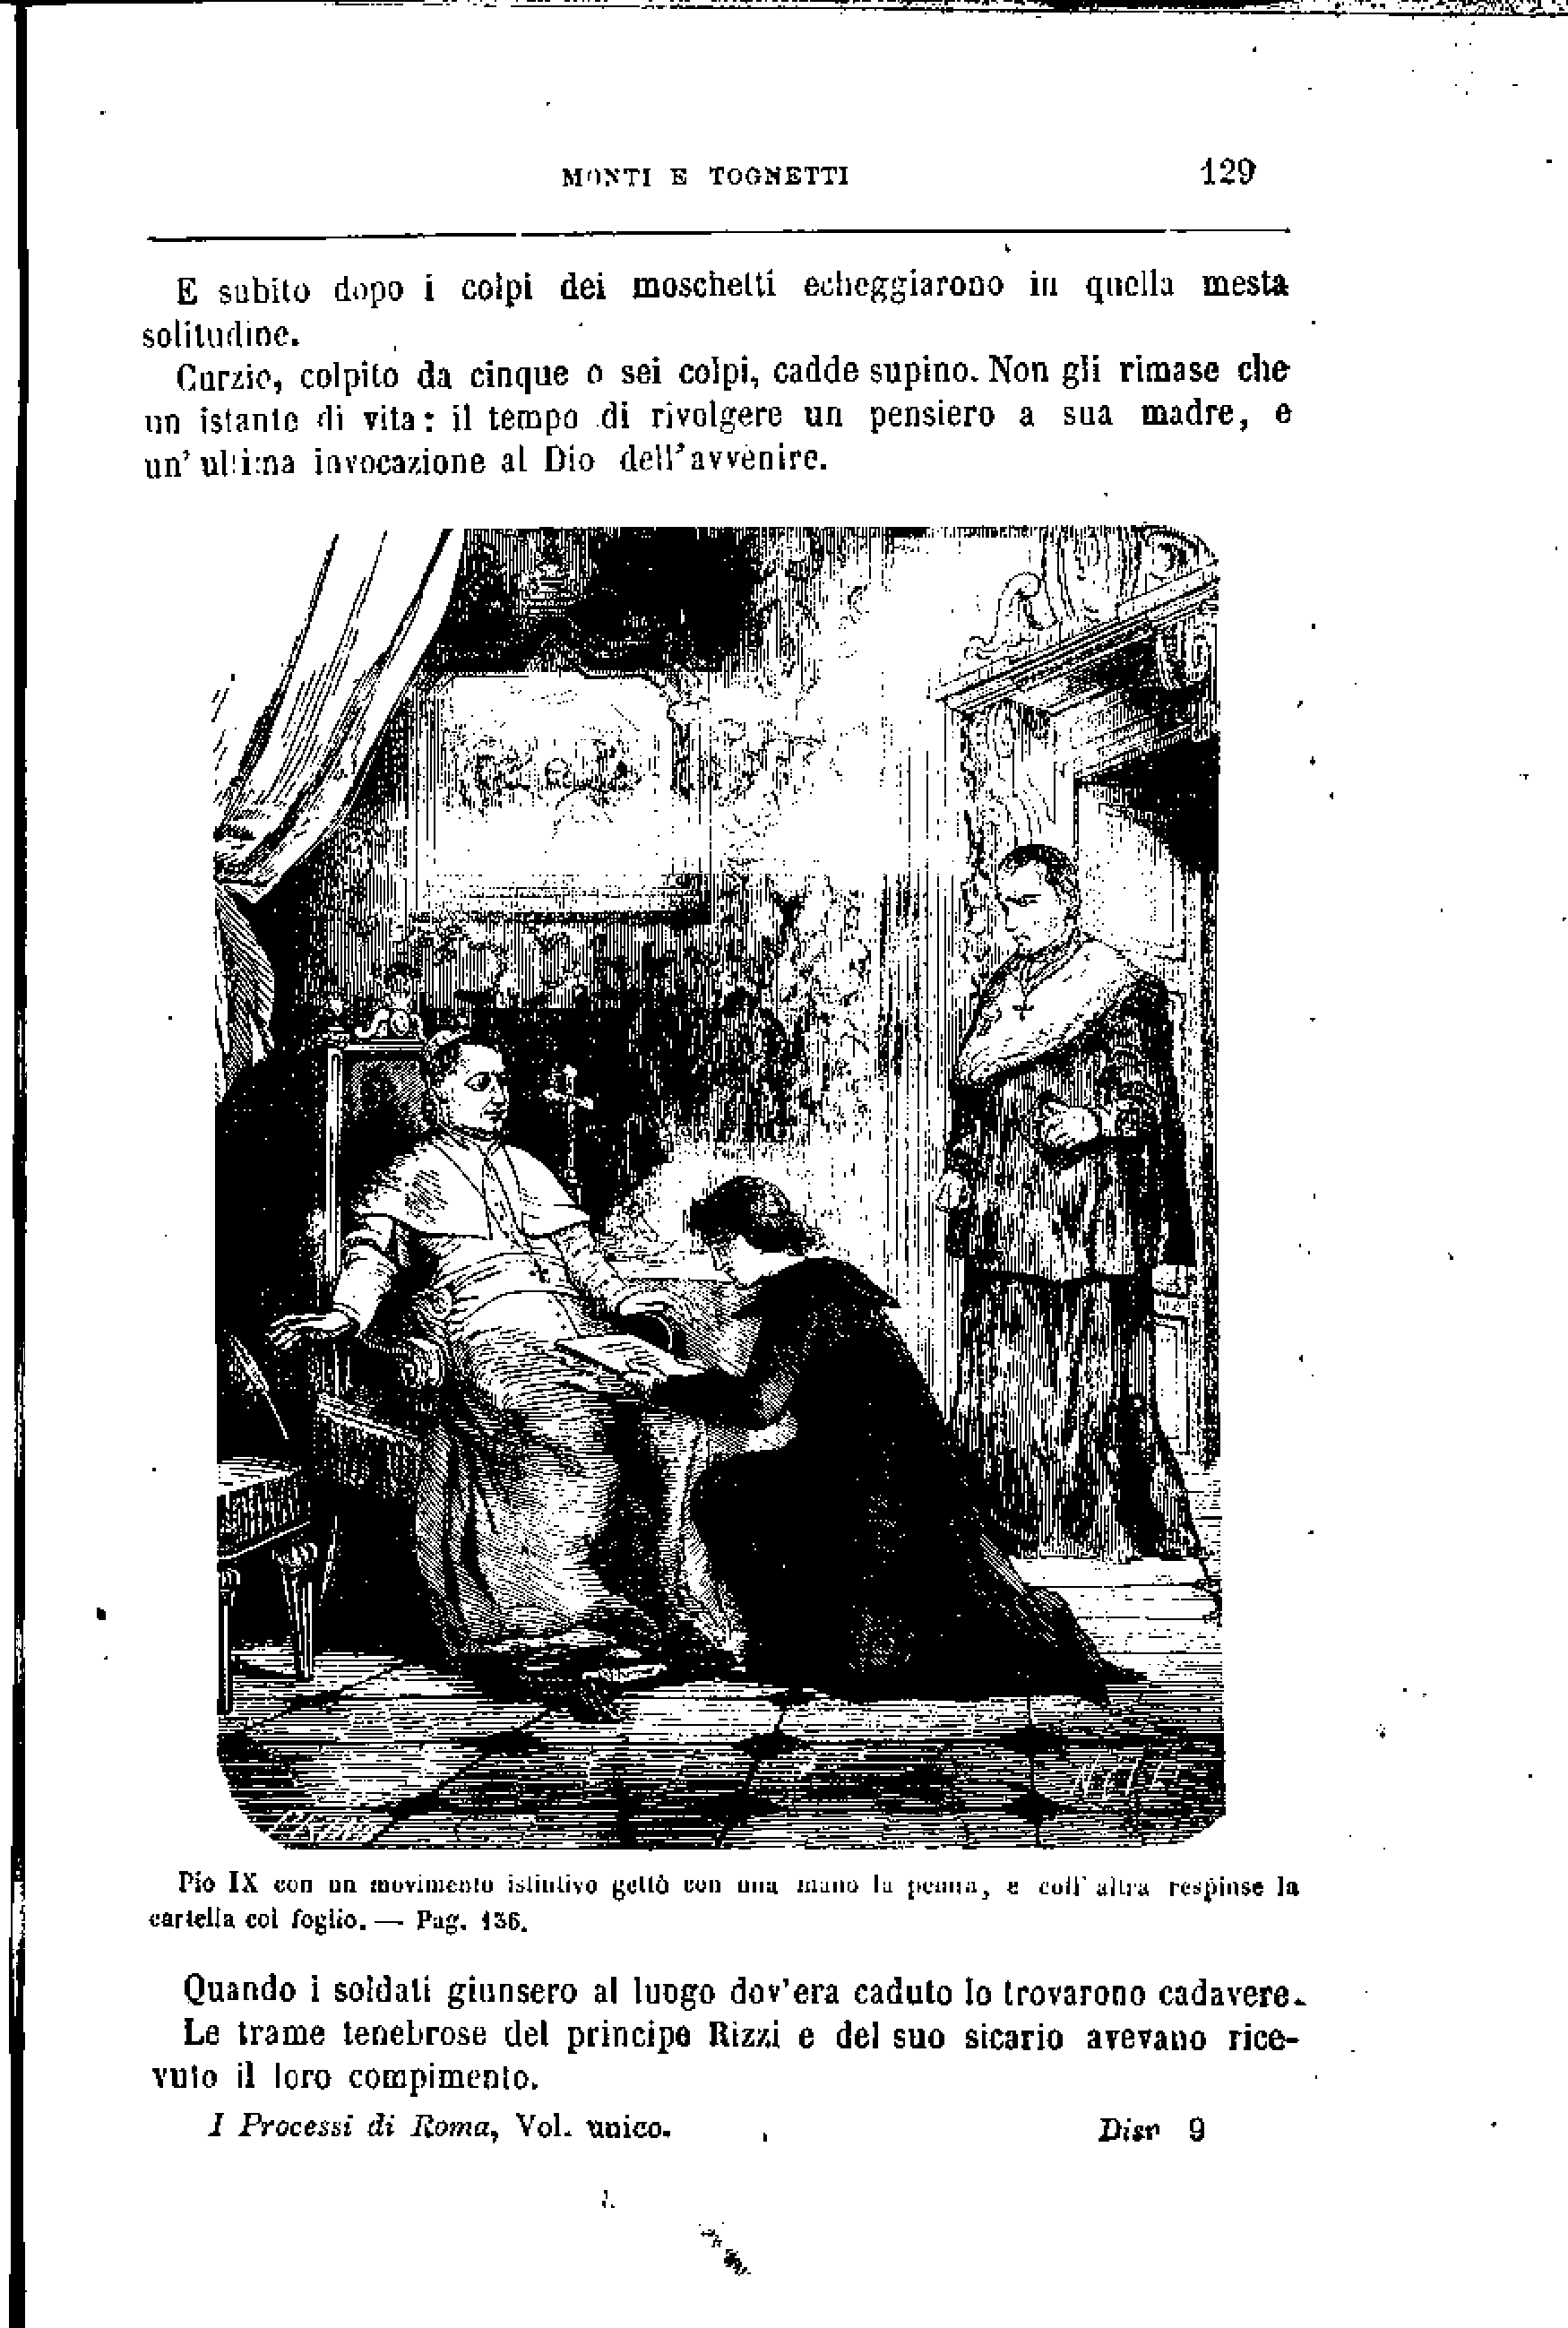 MONTI E TOGNETTI 129
E subito dopo i colpi dei moschetti echeggiarono in quella mesta
solitudine.
Curzio, colpito da cinque o sei colpi, cadde supino. Non gli rimase che
un istante di vita: il tempo di rivolgere un pensiero a sua madre, e
un' ultima invocazione al Dio dell'avvenire.
Pio IX con un movimento istintivo gettò con una mano la penna, e coll' altra respinse la
cartella col foglio. — Pag. 136.
Quando i soldati giunsero al luogo dov'era caduto lo trovarono cadavere.
Le trame tenebrose del principe Rizzi e del suo sicario avevano rice-
vuto il loro compimento.
I Processi di Roma, Vol. unico. Disp 9